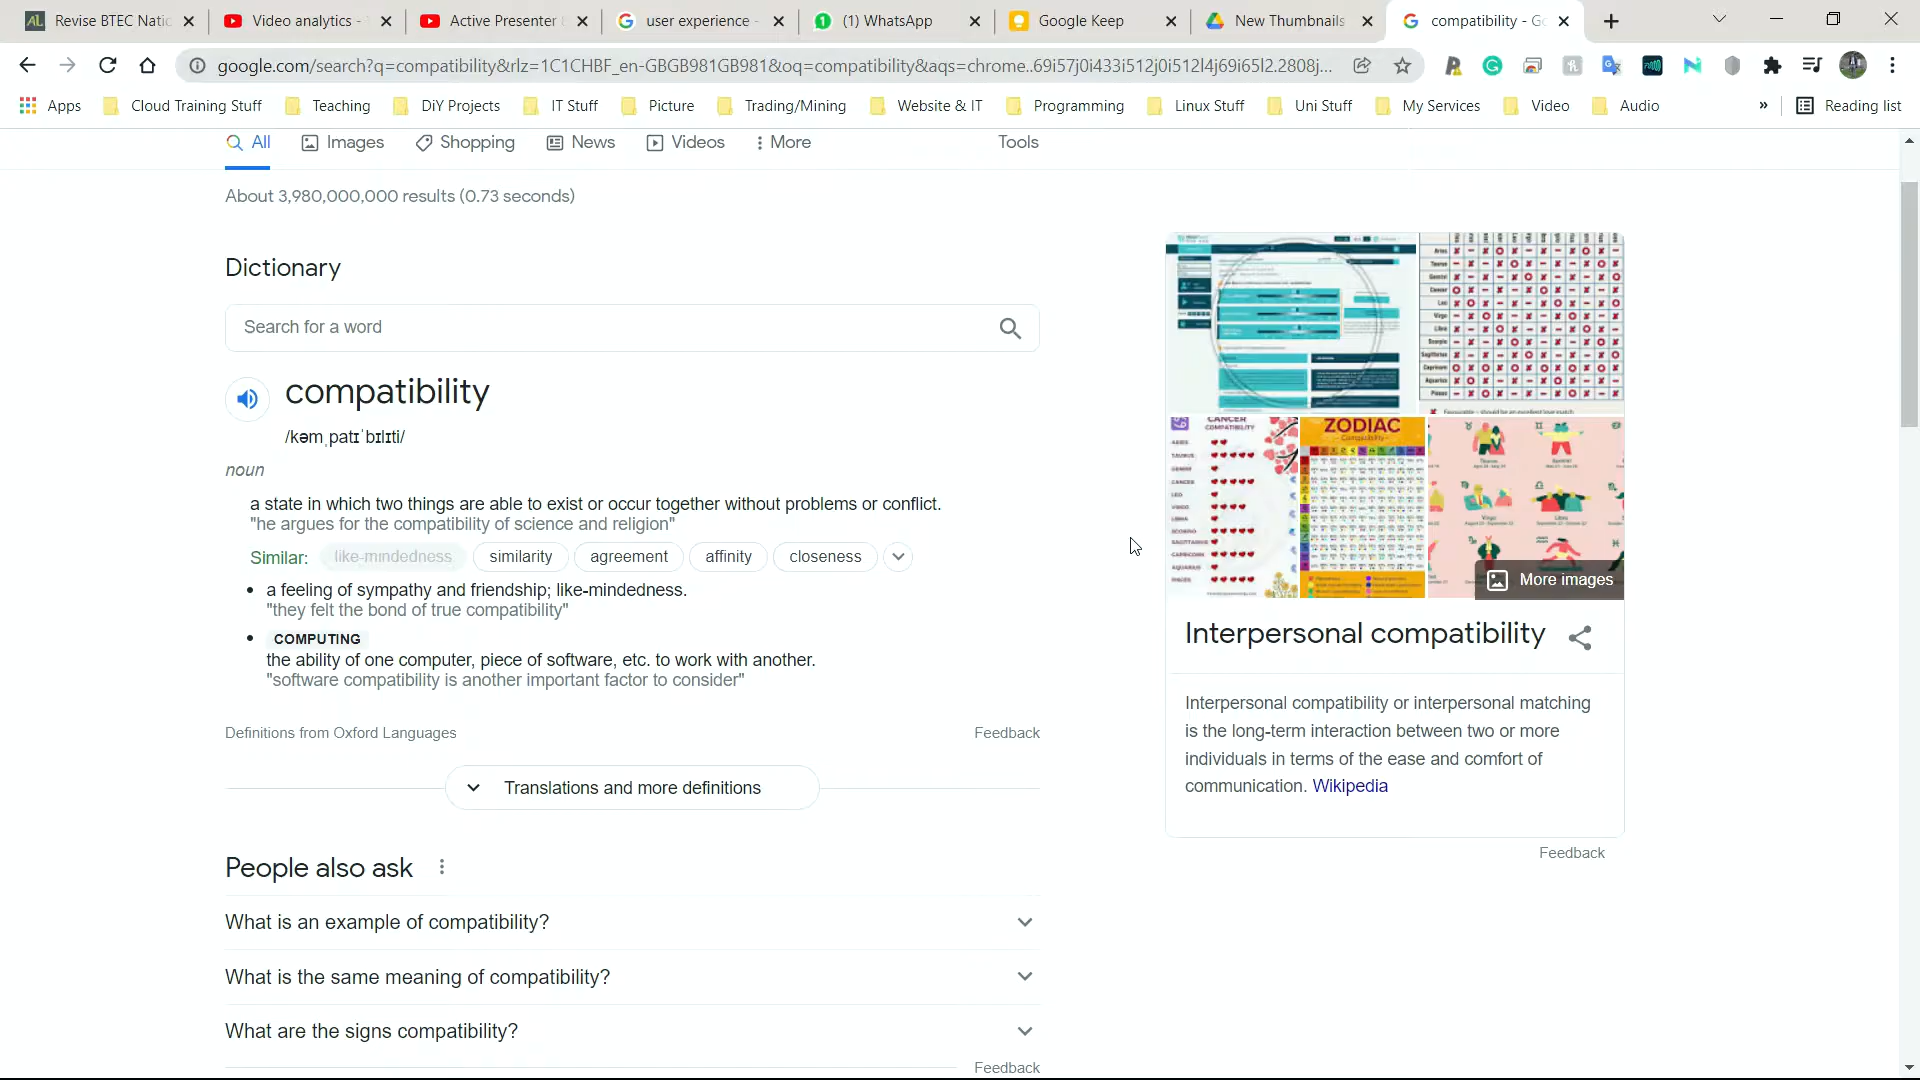 Revise BTEC Natio
Video analytics -
Active Presenter
user experience -
(1) WhatsApp
Google Keep
New Thumbnails
compatibility - Go
google.com/search?q=compatibility&rlz=1C1CHBF_en-GBGB981GB981&oq=compatibility&aqs=chrome..69i57j0i433i512j0i512l4j69i65l2.2808j...
Apps
Cloud Training Stuff
Teaching
DiY Projects
IT Stuff
Picture
Trading/Mining
Website & IT
Programming
Linux Stuff
Uni Stuff
My Services
Video
Audio
»
Reading list
All
Images
Shopping
News
Videos
More
Tools
About 3,980,000,000 results (0.73 seconds)
Dictionary
Search for a word
compatibility
/kəmˌpatɪˈbɪlɪti/
noun
a state in which two things are able to exist or occur together without problems or conflict.
"he argues for the compatibility of science and religion"
Similar:
like-mindedness
similarity
agreement
affinity
closeness
• a feeling of sympathy and friendship; like-mindedness.
"they felt the bond of true compatibility"
• COMPUTING
the ability of one computer, piece of software, etc. to work with another.
"software compatibility is another important factor to consider"
Definitions from Oxford Languages
Feedback
Translations and more definitions
People also ask
What is an example of compatibility?
What is the same meaning of compatibility?
What are the signs compatibility?
Feedback
CANCER
COMPATIBILITY
ZODIAC
Compatibility
More images
Interpersonal compatibility
Interpersonal compatibility or interpersonal matching
is the long-term interaction between two or more
individuals in terms of the ease and comfort of
communication. Wikipedia
Feedback